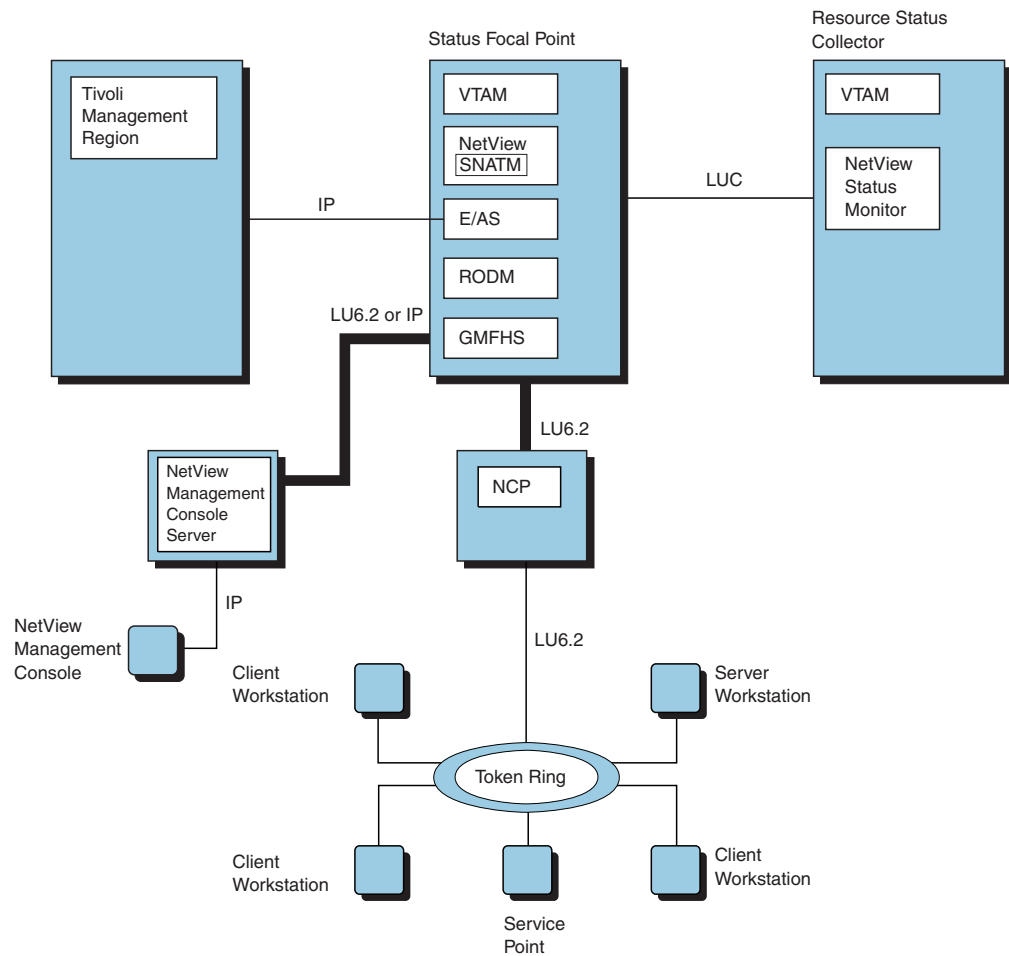 Status Focal Point
Resource Status
Collector
Tivoli
Management
Region
VTAM
NetView
SNATM
E/AS
RODM
GMFHS
VTAM
NetView
Status
Monitor
IP
LUC
LU6.2 or IP
LU6.2
NetView
Management
Console
Server
NCP
IP
NetView
Management
Console
LU6.2
Client
Workstation
Server
Workstation
Token Ring
Client
Workstation
Service
Point
Client
Workstation